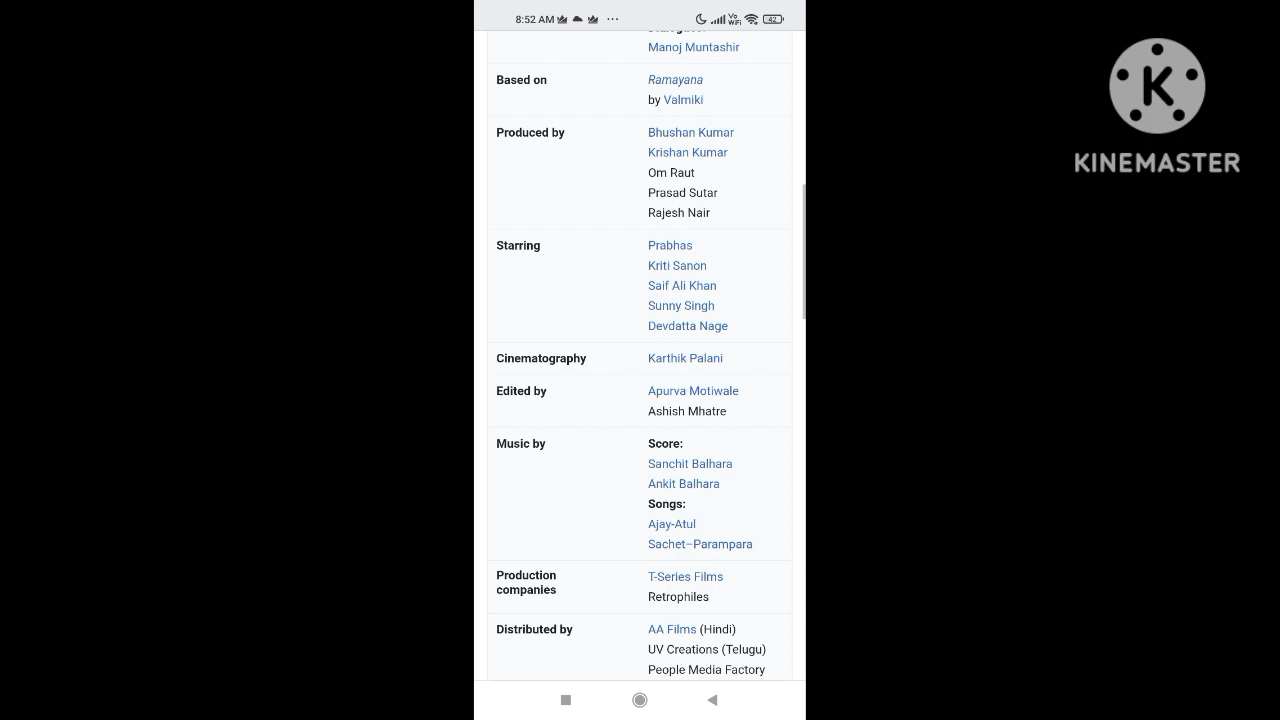 8:52 AM
Vo
WiFi
42
Manoj Muntashir
Based on
Ramayana
by Valmiki
Produced by
Bhushan Kumar
Krishan Kumar
Om Raut
Prasad Sutar
Rajesh Nair
Starring
Prabhas
Kriti Sanon
Saif Ali Khan
Sunny Singh
Devdatta Nage
Cinematography
Karthik Palani
Edited by
Apurva Motiwale
Ashish Mhatre
Music by
Score:
Sanchit Balhara
Ankit Balhara
Songs:
Ajay-Atul
Sachet–Parampara
Production
companies
T-Series Films
Retrophiles
Distributed by
AA Films (Hindi)
UV Creations (Telugu)
People Media Factory
K
KINEMASTER